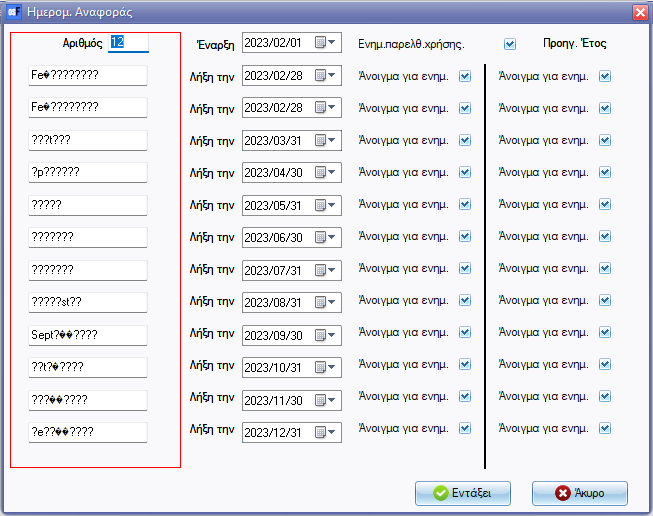 Ημερομ. Αναφοράς
Αριθμός 12 Έναρξη 2023/02/01 Ενημ.παρελθ.χρήσης. Προηγ. Έτος
Fe�???????? Λήξη την 2023/02/28 Άνοιγμα για ενημ. Άνοιγμα για ενημ.
Fe�???????? Λήξη την 2023/02/28 Άνοιγμα για ενημ. Άνοιγμα για ενημ.
???t??? Λήξη την 2023/03/31 Άνοιγμα για ενημ. Άνοιγμα για ενημ.
?p?????? Λήξη την 2023/04/30 Άνοιγμα για ενημ. Άνοιγμα για ενημ.
????? Λήξη την 2023/05/31 Άνοιγμα για ενημ. Άνοιγμα για ενημ.
??????? Λήξη την 2023/06/30 Άνοιγμα για ενημ. Άνοιγμα για ενημ.
??????? Λήξη την 2023/07/31 Άνοιγμα για ενημ. Άνοιγμα για ενημ.
?????st?? Λήξη την 2023/08/31 Άνοιγμα για ενημ. Άνοιγμα για ενημ.
Sept?��???? Λήξη την 2023/09/30 Άνοιγμα για ενημ. Άνοιγμα για ενημ.
??t?�???? Λήξη την 2023/10/31 Άνοιγμα για ενημ. Άνοιγμα για ενημ.
???��???? Λήξη την 2023/11/30 Άνοιγμα για ενημ. Άνοιγμα για ενημ.
?e??��???? Λήξη την 2023/12/31 Άνοιγμα για ενημ. Άνοιγμα για ενημ.
Εντάξει Άκυρο